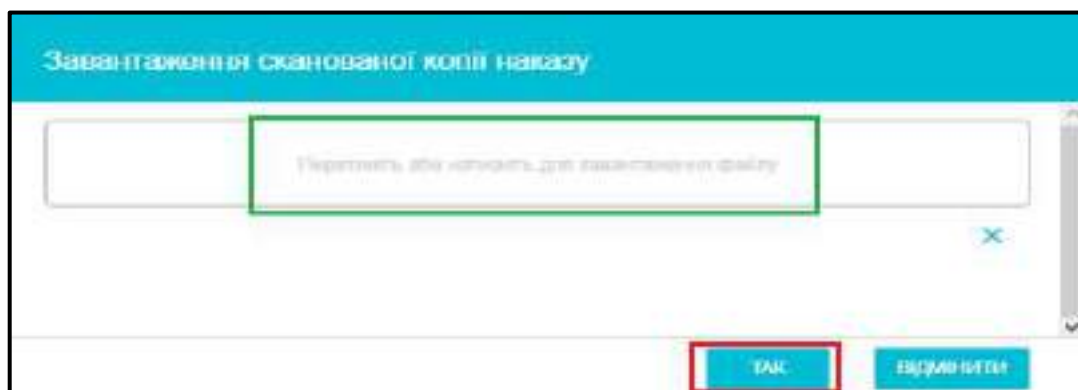 Завантаження сканованої копії наказу
Перетягніть або натисніть для завантаження файлу
ТАК
ВІДМІНИТИ